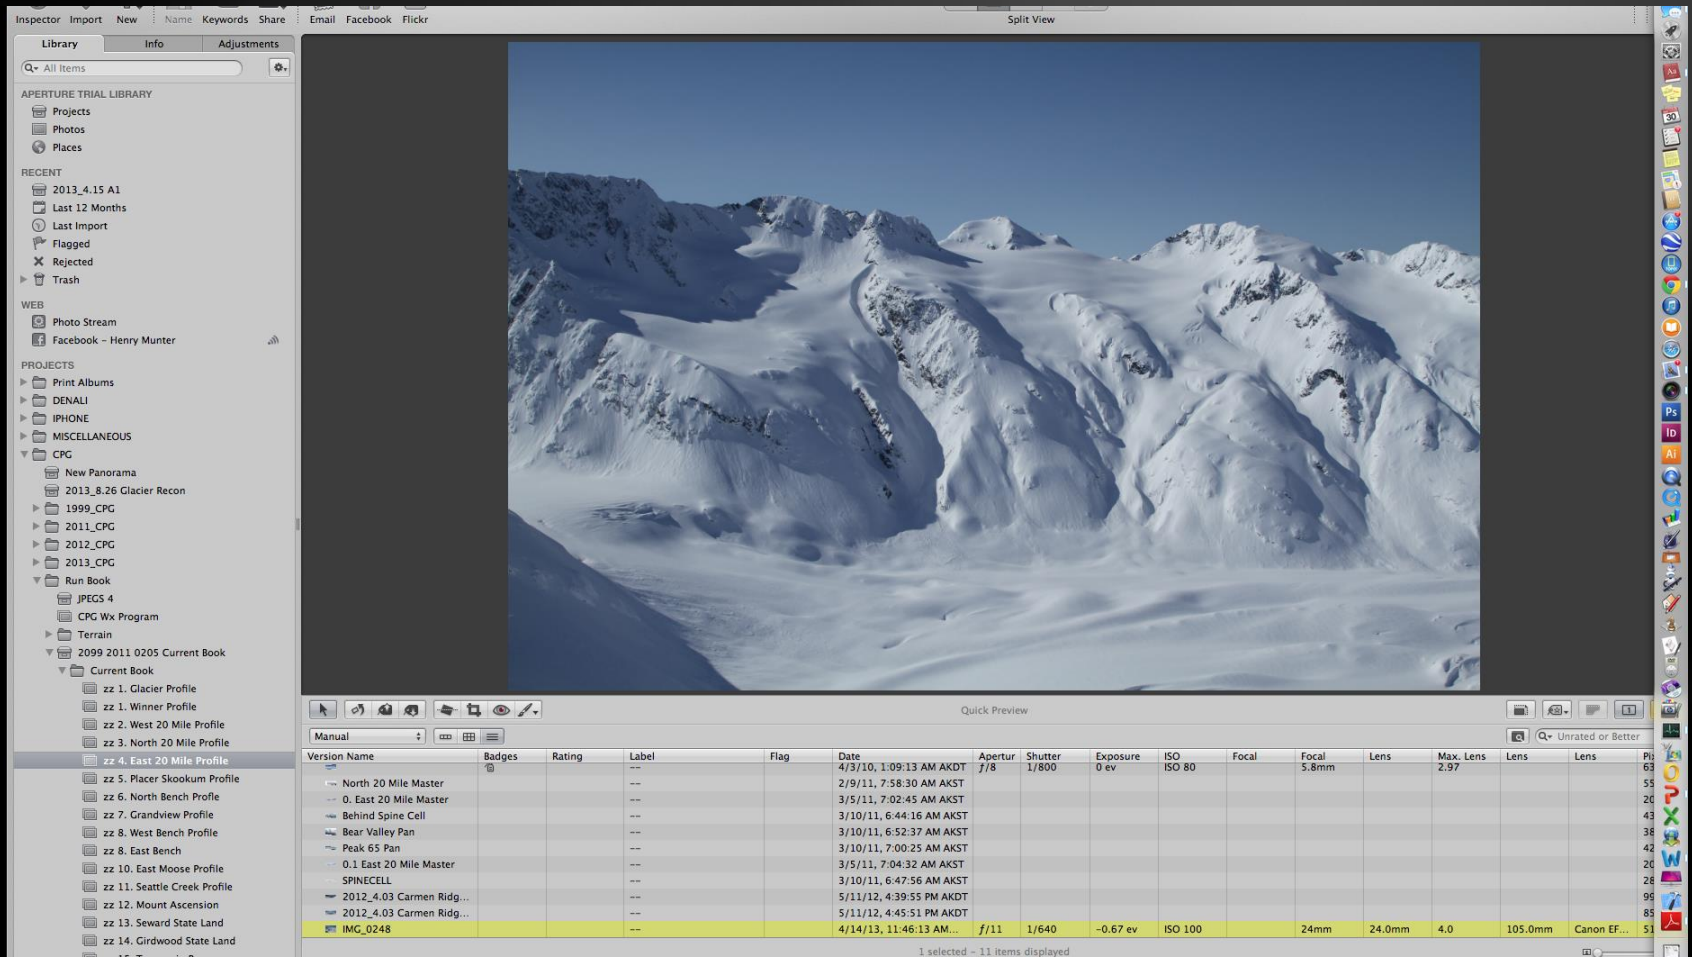 Inspector Import New Name Keywords Share Email Facebook Flickr Split View
Library Info Adjustments
All Items
APERTURE TRIAL LIBRARY
Projects
Photos
Places
RECENT
2013_4.15 A1
Last 12 Months
Last Import
Flagged
Rejected
Trash
WEB
Photo Stream
Facebook - Henry Munter
PROJECTS
Print Albums
DENALI
IPHONE
MISCELLANEOUS
CPG
New Panorama
2013_8.26 Glacier Recon
1999_CPG
2011_CPG
2012_CPG
2013_CPG
Run Book
JPEGS 4
CPG Wx Program
Terrain
2099 2011 0205 Current Book
Current Book
zz 1. Glacier Profile
zz 1. Winner Profile
zz 2. West 20 Mile Profile
zz 3. North 20 Mile Profile
zz 4. East 20 Mile Profile
zz 5. Placer Skookum Profile
zz 6. North Bench Profle
zz 7. Grandview Profile
zz 8. West Bench Profile
zz 8. East Bench
zz 10. East Moose Profile
zz 11. Seattle Creek Profile
zz 12. Mount Ascension
zz 13. Seward State Land
zz 14. Girdwood State Land
Quick Preview
Manual Unrated or Better
Version Name Badges Rating Label Flag Date Apertur Shutter Exposure ISO Focal Focal Lens Max. Lens Lens Lens Pi
-- 4/3/10, 1:09:13 AM AKDT ƒ/8 1/800 0 ev ISO 80 5.8mm 2.97 63
North 20 Mile Master -- 2/9/11, 7:58:30 AM AKST 55
0. East 20 Mile Master -- 3/5/11, 7:02:45 AM AKST 20
Behind Spine Cell -- 3/10/11, 6:44:16 AM AKST 43
Bear Valley Pan -- 3/10/11, 6:52:37 AM AKST 38
Peak 65 Pan -- 3/10/11, 7:00:25 AM AKST 42
0.1 East 20 Mile Master -- 3/5/11, 7:04:32 AM AKST 20
SPINECELL -- 3/10/11, 6:47:56 AM AKST 28
2012_4.03 Carmen Ridg... -- 5/11/12, 4:39:55 PM AKDT 99
2012_4.03 Carmen Ridg... -- 5/11/12, 4:45:51 PM AKDT 85
IMG_0248 -- 4/14/13, 11:46:13 AM... ƒ/11 1/640 -0.67 ev ISO 100 24mm 24.0mm 4.0 105.0mm Canon EF... 51
1 selected - 11 items displayed
Aa
30
Ps
ID
Ai